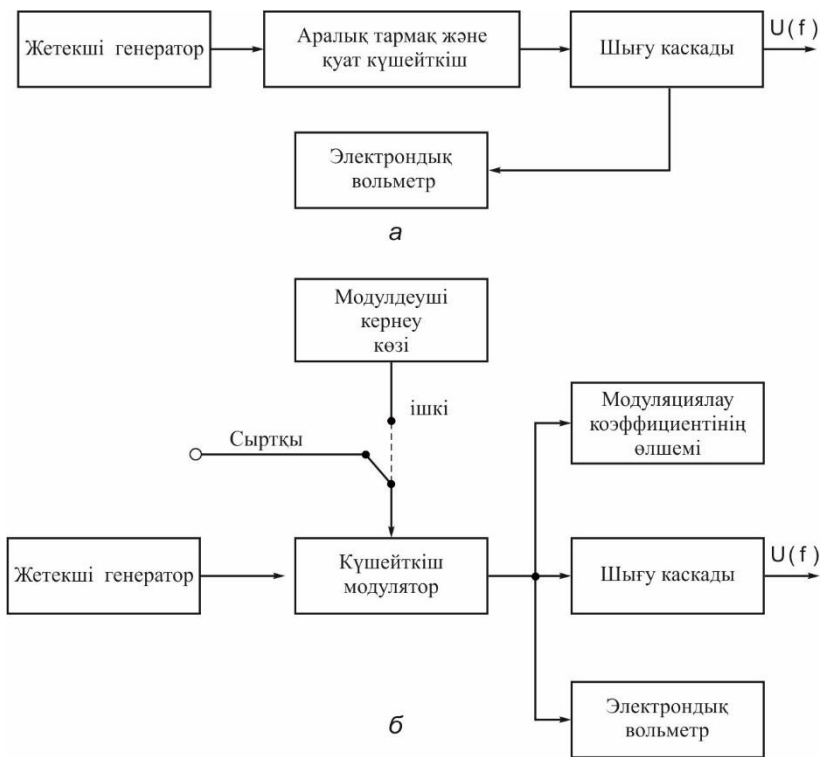 Жетекші генератор
Аралық тармақ және
қуат күшейткіш
Шығу каскады
U(f)
Электрондық
вольметр
а
Модулдеуші
кернеу
көзі
ішкі
Сыртқы
Модуляциялау
коэффициентінің
өлшемі
Жетекші генератор
Күшейткіш
модулятор
Шығу каскады
U(f)
Электрондық
вольметр
б